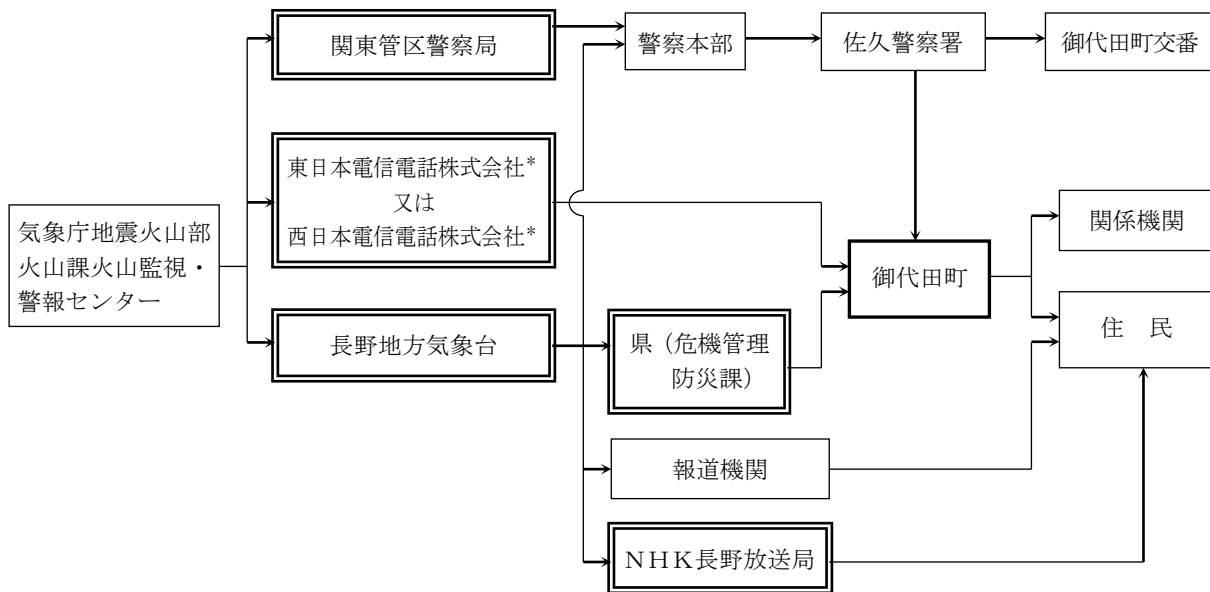 関東管区警察局
警察本部
佐久警察署
御代田町交番
東日本電信電話株式会社*
又は
西日本電信電話株式会社*
気象庁地震火山部
火山課火山監視・
警報センター
関係機関
御代田町
長野地方気象台
県（危機管理
防災課）
住　民
報道機関
ＮＨＫ長野放送局